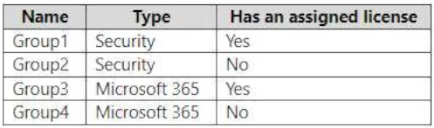 Name Type Has an assigned license
Group1 Security Yes
Group2 Security No
Group3 Microsoft 365 Yes
Group4 Microsoft 365 No